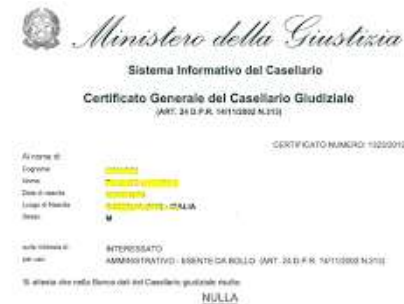 Ministero della Giustizia
Sistema Informativo del Casellario
Certificato Generale del Casellario Giudiziale
(ART. 24 D.P.R. 14/11/2002 N.313)
CERTIFICATO NUMERO:
Al nome di:
Cognome
Nome
Data di nascita
Luogo di Nascita - ITALIA
Sesso M
sulla richiesta di: INTERESSATO
per uso: AMMINISTRATIVO - ESENTE DA BOLLO (ART. 24 D.P.R. 14/11/2002 N.313)
Si attesta che nella Banca dati del Casellario giudiziale risulta:
NULLA